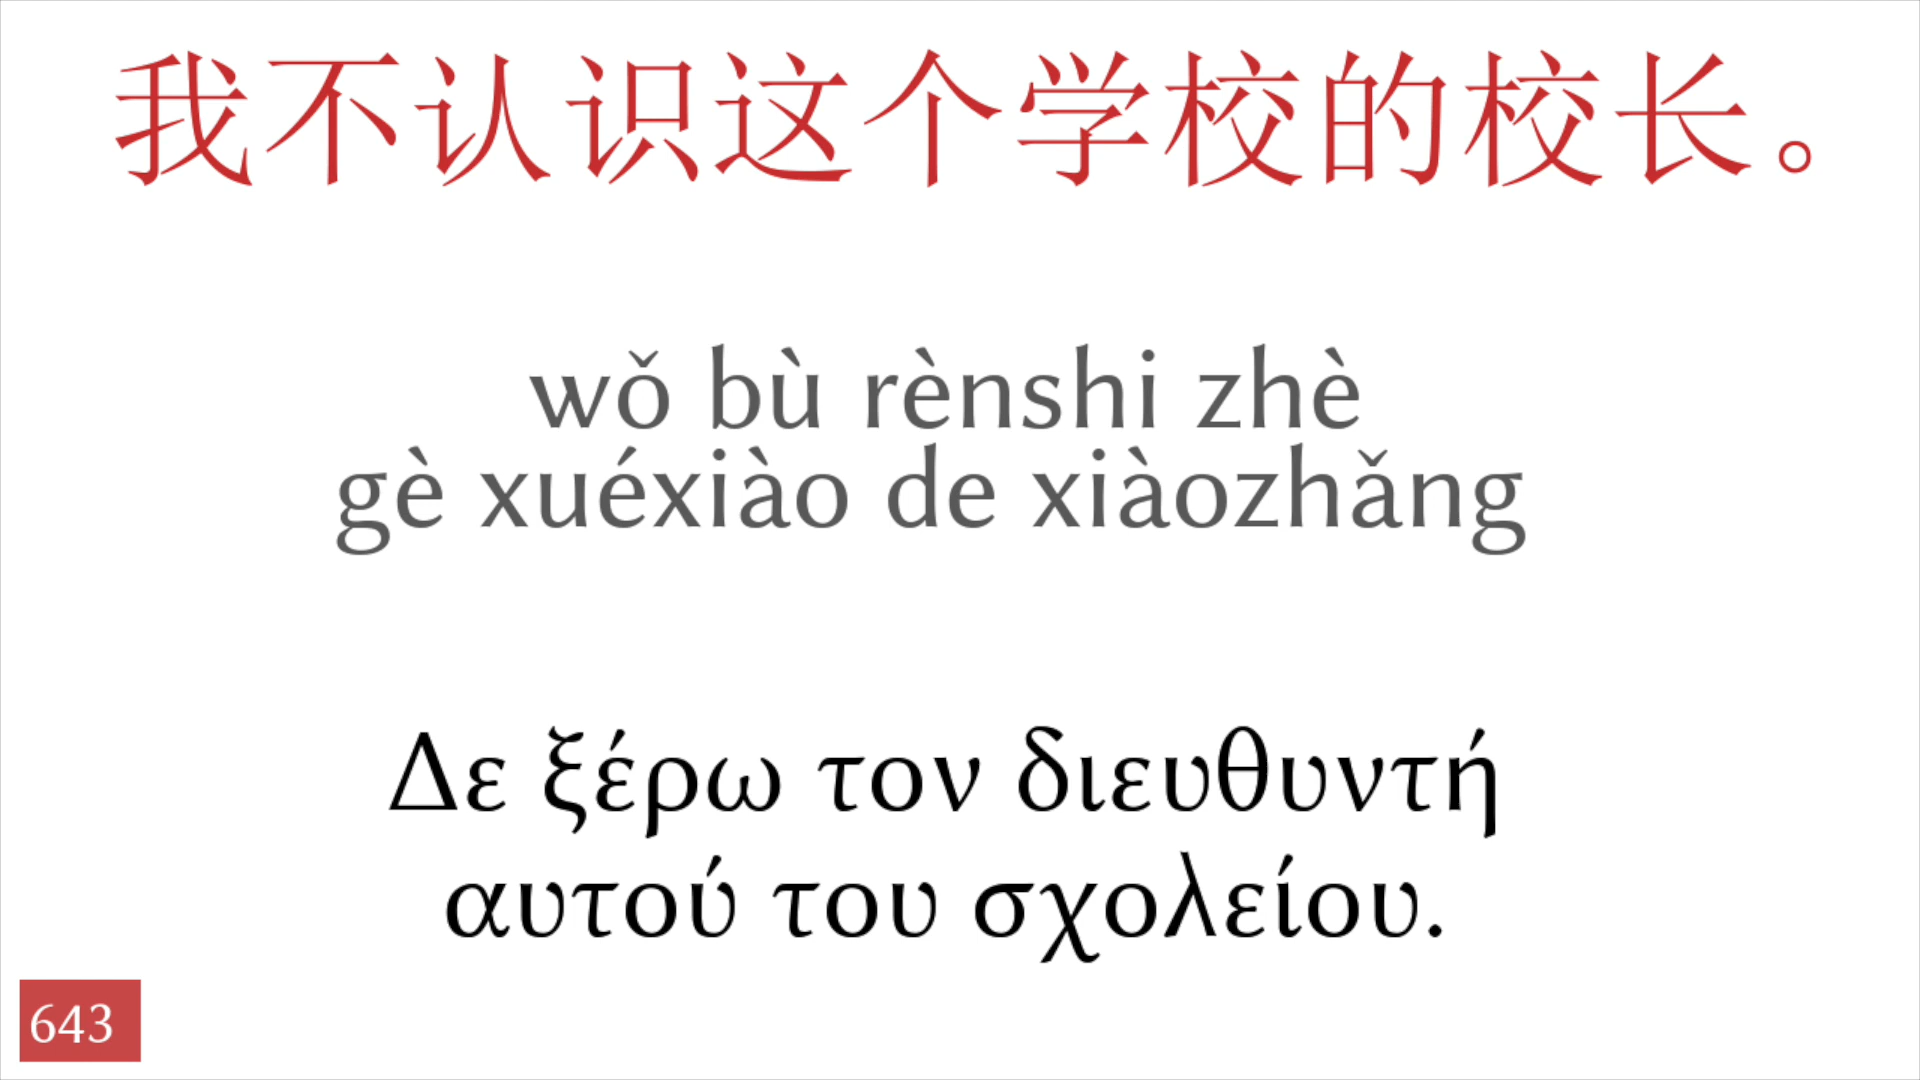 我不认识这个学校的校长。
wǒ bù rènshi zhè
gè xuéxiào de xiàozhǎng
Δε ξέρω τον διευθυντή
αυτού του σχολείου.
643